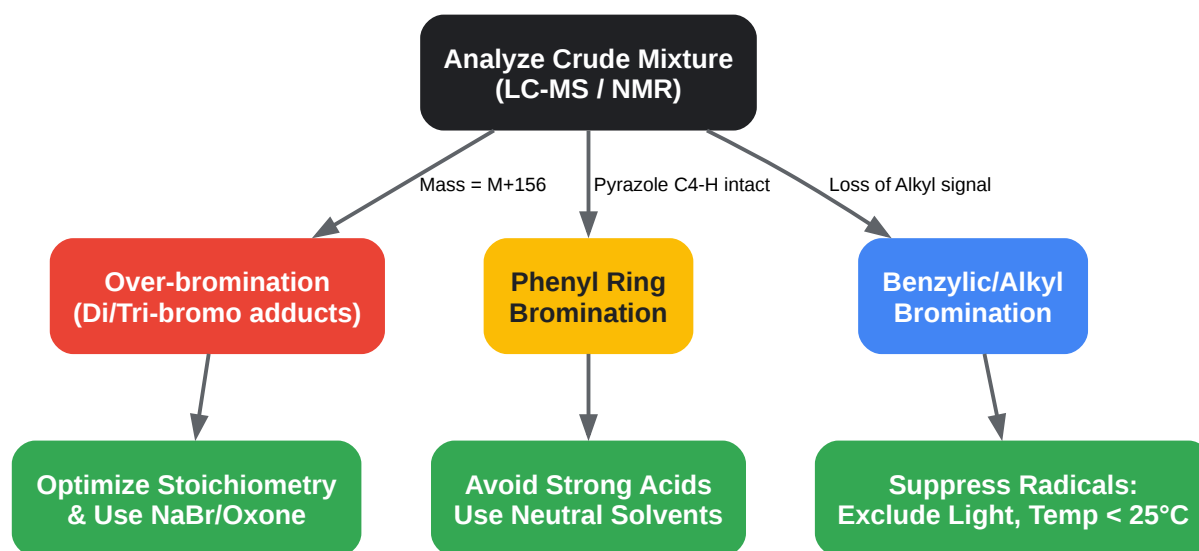 Analyze Crude Mixture
(LC-MS / NMR)
Mass = M+156
Pyrazole C4-H intact
Loss of Alkyl signal
Over-bromination
(Di/Tri-bromo adducts)
Phenyl Ring
Bromination
Benzylic/Alkyl
Bromination
Optimize Stoichiometry
& Use NaBr/Oxone
Avoid Strong Acids
Use Neutral Solvents
Suppress Radicals:
Exclude Light, Temp < 25°C